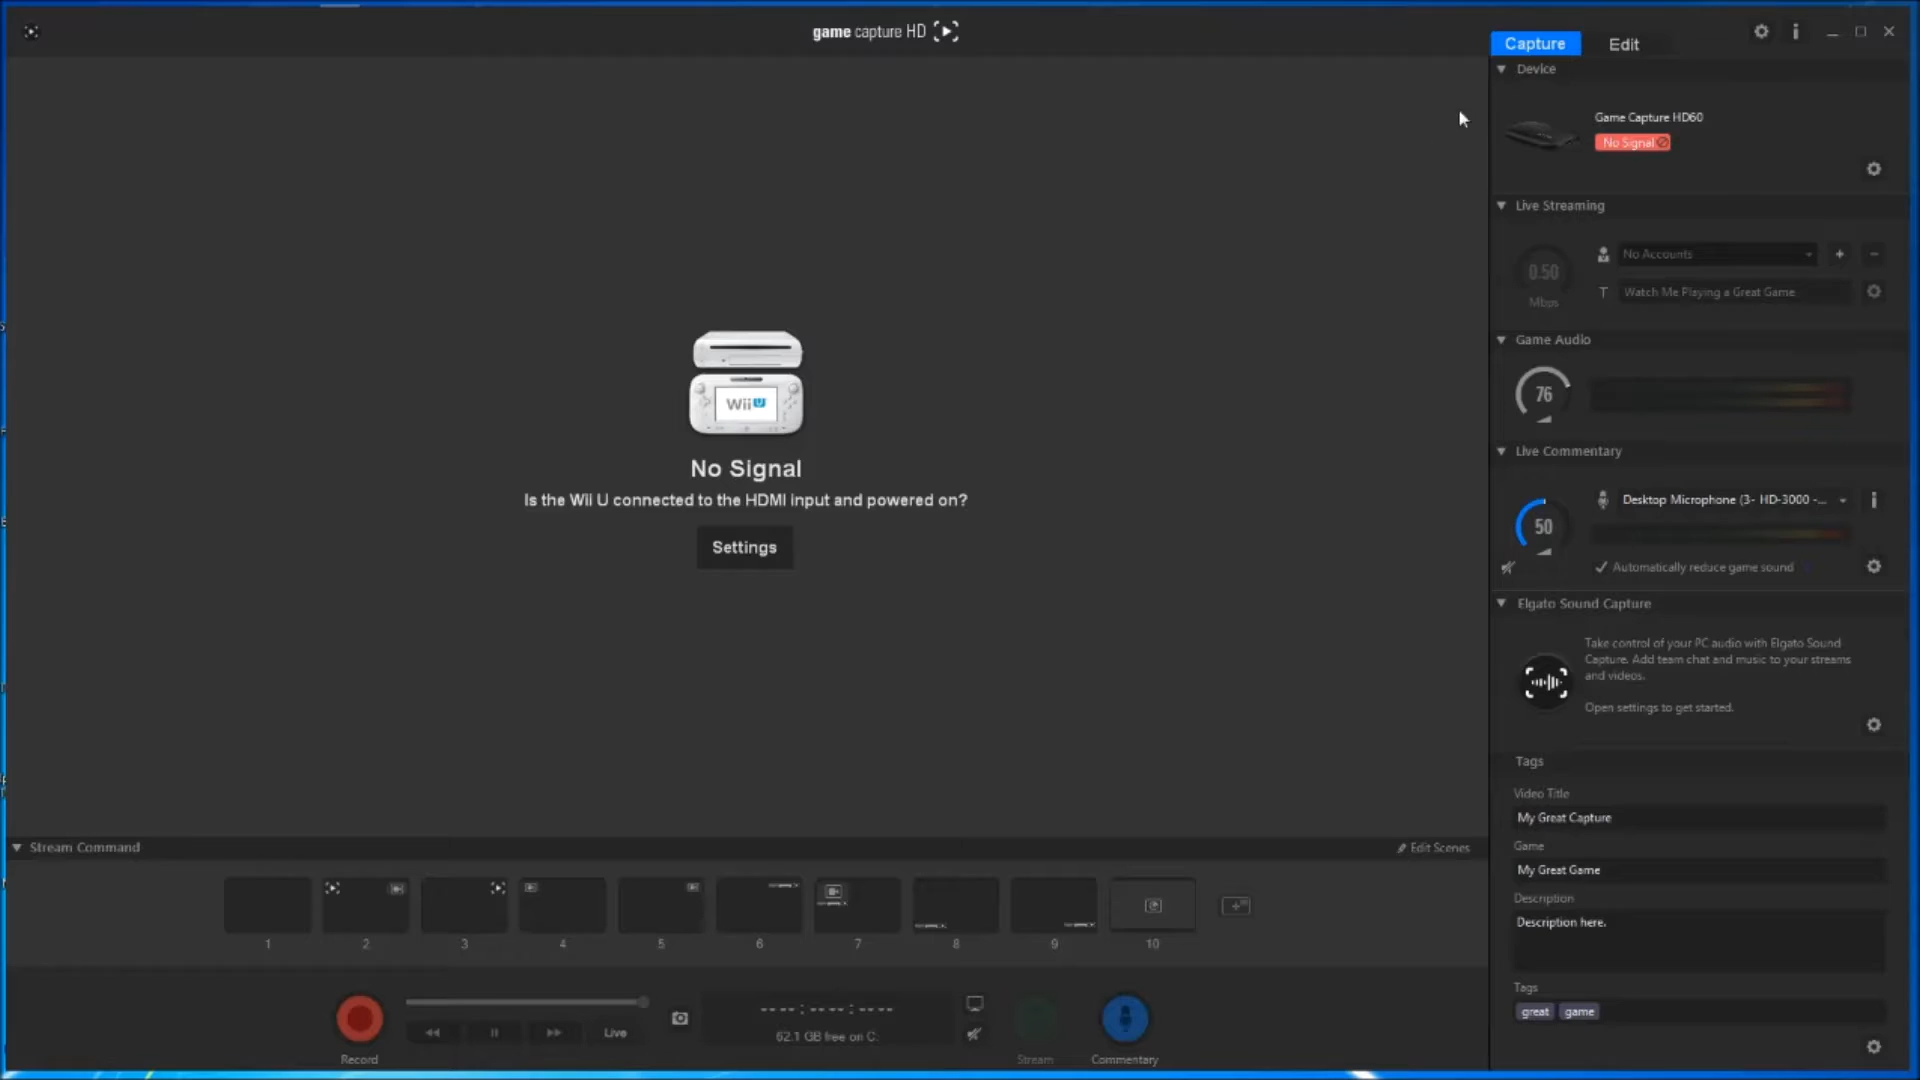 game capture HD
Capture
Edit
Device
Game Capture HD60
No Signal
Live Streaming
0.50
Mbps
No Accounts
T
Watch Me Playing a Great Game
Game Audio
76
Live Commentary
50
Desktop Microphone (3- HD-3000 -...
Automatically reduce game sound
Elgato Sound Capture
Take control of your PC audio with Elgato Sound
Capture. Add team chat and music to your streams
and videos.
Open settings to get started.
Tags
Video Title
My Great Capture
Game
My Great Game
Description
Description here.
Tags
great game
Wii U
No Signal
Is the Wii U connected to the HDMI input and powered on?
Settings
Stream Command
Edit Scenes
1 2 3 4 5 6 7 8 9 10
Record
Live
-- -- : -- -- : -- --
62.1 GB free on C:
Stream
Commentary